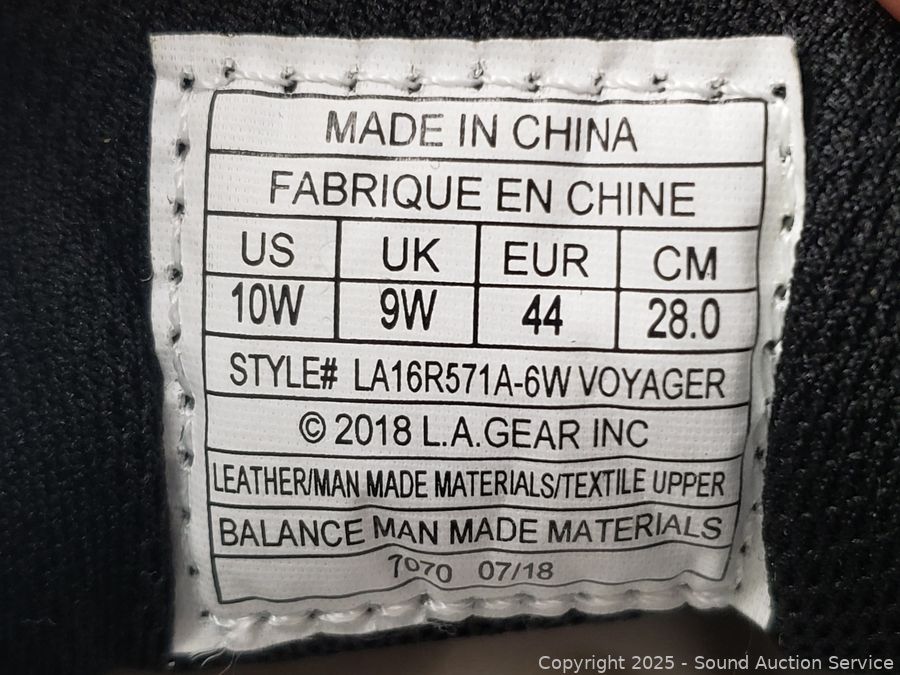 MADE IN CHINA
FABRIQUE EN CHINE
US UK EUR CM
10W 9W 44 28.0
STYLE# LA16R571A-6W VOYAGER
© 2018 L.A.GEAR INC
LEATHER/MAN MADE MATERIALS/TEXTILE UPPER
BALANCE MAN MADE MATERIALS
7070 07/18
Copyright 2025 - Sound Auction Service